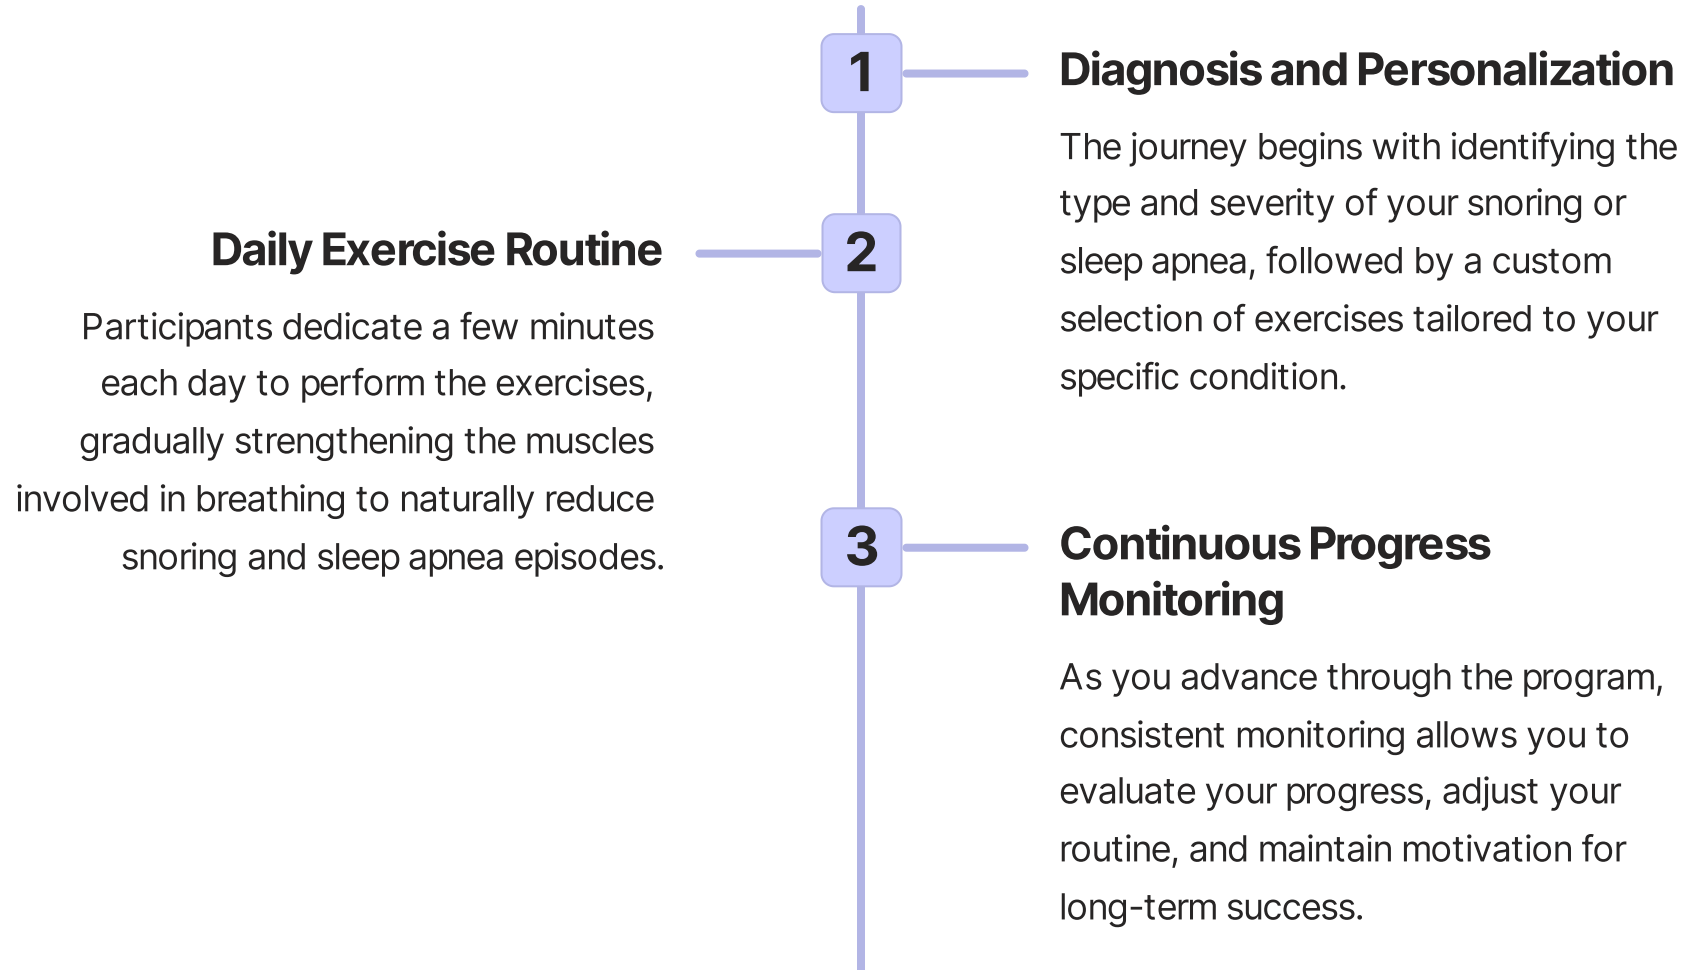 1
Diagnosis and Personalization
The journey begins with identifying the
type and severity of your snoring or
sleep apnea, followed by a custom
selection of exercises tailored to your
specific condition.
2
Daily Exercise Routine
Participants dedicate a few minutes
each day to perform the exercises,
gradually strengthening the muscles
involved in breathing to naturally reduce
snoring and sleep apnea episodes.
3
Continuous Progress
Monitoring
As you advance through the program,
consistent monitoring allows you to
evaluate your progress, adjust your
routine, and maintain motivation for
long-term success.